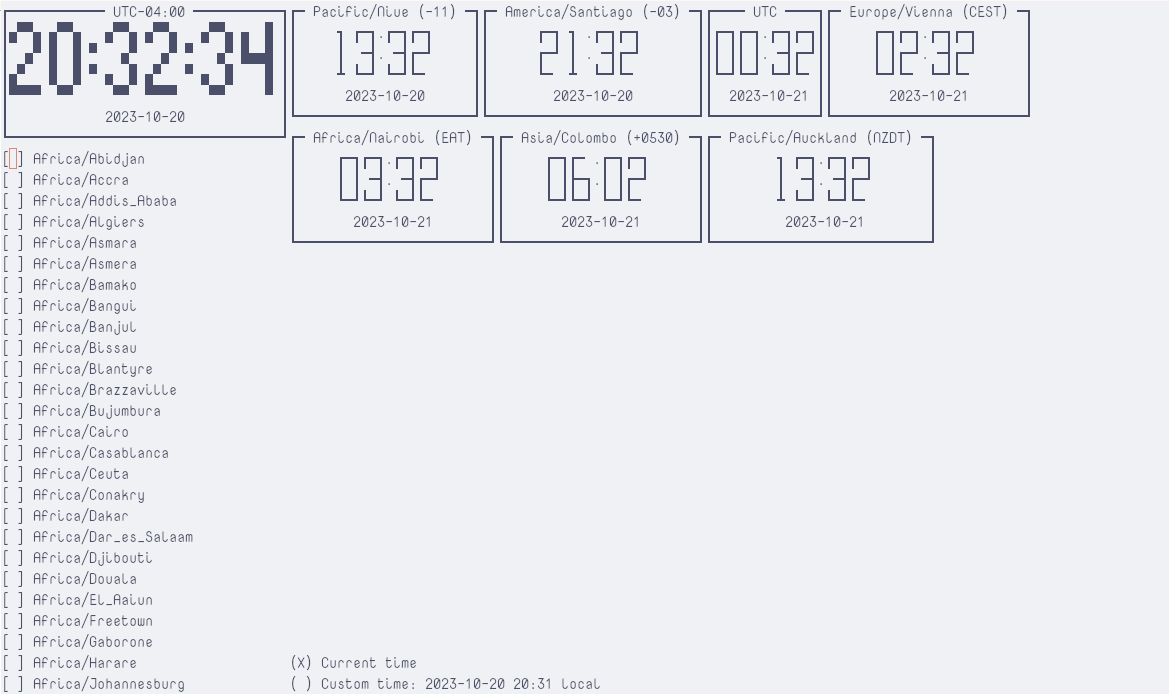 UTC-04:00
20:32:34
2023-10-20
Pacific/Niue (-11)
13:32
2023-10-20
America/Santiago (-03)
21:32
2023-10-20
UTC
00:32
2023-10-21
Europe/Vienna (CEST)
02:32
2023-10-21
Africa/Nairobi (EAT)
03:32
2023-10-21
Asia/Colombo (+0530)
06:02
2023-10-21
Pacific/Auckland (NZDT)
13:32
2023-10-21
[ ] Africa/Abidjan
[ ] Africa/Accra
[ ] Africa/Addis_Ababa
[ ] Africa/Algiers
[ ] Africa/Asmara
[ ] Africa/Asmera
[ ] Africa/Bamako
[ ] Africa/Bangui
[ ] Africa/Banjul
[ ] Africa/Bissau
[ ] Africa/Blantyre
[ ] Africa/Brazzaville
[ ] Africa/Bujumbura
[ ] Africa/Cairo
[ ] Africa/Casablanca
[ ] Africa/Ceuta
[ ] Africa/Conakry
[ ] Africa/Dakar
[ ] Africa/Dar_es_Salaam
[ ] Africa/Djibouti
[ ] Africa/Douala
[ ] Africa/El_Aaiun
[ ] Africa/Freetown
[ ] Africa/Gaborone
[ ] Africa/Harare
[ ] Africa/Johannesburg
(X) Current time
( ) Custom time: 2023-10-20 20:31 local